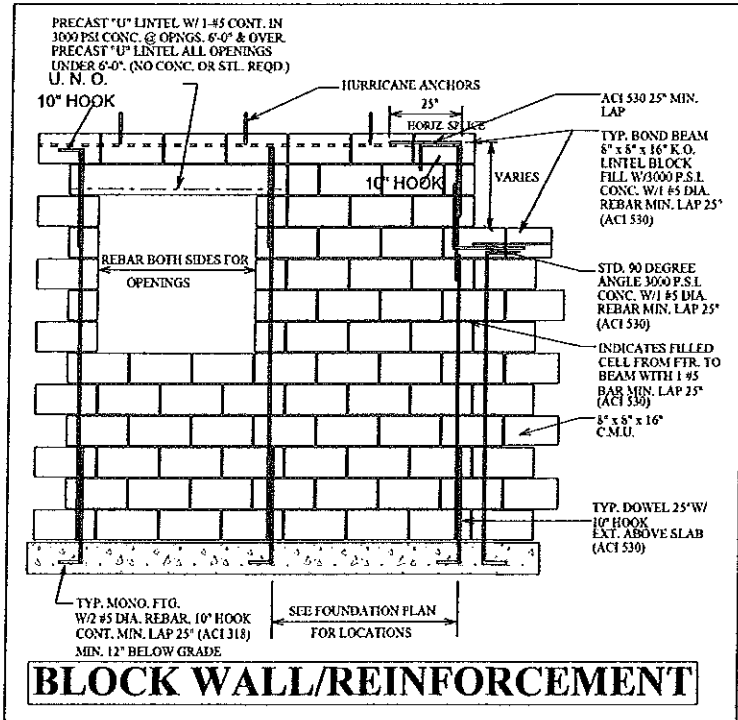 PRECAST "U" LINTEL W/ 1-#5 CONT. IN
3000 PSI CONC. @ OPNGS. 6'-0" & OVER.
PRECAST "U" LINTEL ALL OPENINGS
UNDER 6'-0". (NO CONC. OR STL. REQD.)
U. N. O.
10" HOOK
HURRICANE ANCHORS
25"
HORIZ. SPLICE
10" HOOK
VARIES
ACI 530 25" MIN.
LAP
TYP. BOND BEAM
8" x 8" x 16" K.O.
LINTEL BLOCK
FILL W/3000 P.S.I.
CONC. W/1 #5 DIA.
REBAR MIN. LAP 25"
(ACI 530)
REBAR BOTH SIDES FOR
OPENINGS
STD. 90 DEGREE
ANGLE 3000 P.S.I.
CONC. W/1 #5 DIA.
REBAR MIN. LAP 25"
(ACI 530)
INDICATES FILLED
CELL FROM FTR. TO
BEAM WITH 1 #5
BAR MIN. LAP 25"
(ACI 530)
8" x 8" x 16"
C.M.U.
TYP. DOWEL 25" W/
10" HOOK
EXT. ABOVE SLAB
(ACI 530)
TYP. MONO. FTG.
W/2 #5 DIA. REBAR, 10" HOOK
CONT. MIN. LAP 25" (ACI 318)
MIN. 12" BELOW GRADE
SEE FOUNDATION PLAN
FOR LOCATIONS
BLOCK WALL/REINFORCEMENT